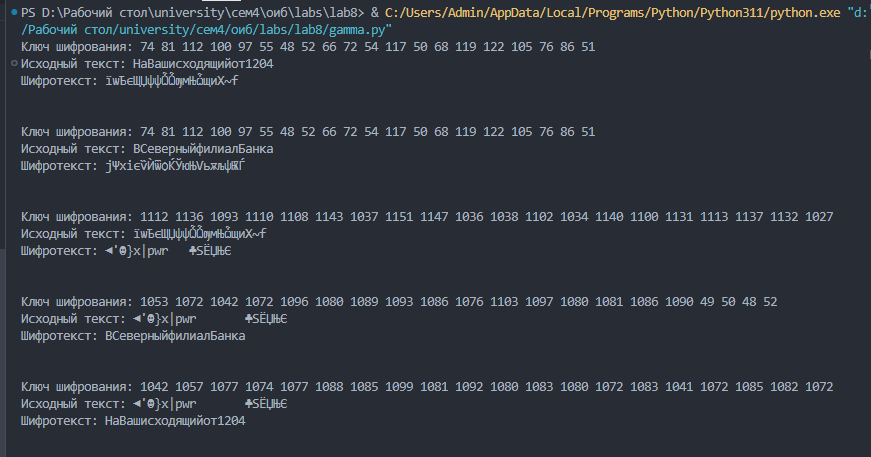 PS D:\Рабочий стол\university\сем4\оиб\labs\lab8> & C:/Users/Admin/AppData/Local/Programs/Python/Python311/python.exe "d:
/Рабочий стол/university/сем4/оиб/labs/lab8/gamma.py"
Ключ шифрования: 74 81 112 100 97 55 48 52 66 72 54 117 50 68 119 122 105 76 86 51
Исходный текст: НаВашисходящийот1204
Шифротекст: їѡѢєЩЏѱѱѼѼѹмЊѽщиX~f
Ключ шифрования: 74 81 112 100 97 55 48 52 66 72 54 117 50 68 119 122 105 76 86 51
Исходный текст: ВСеверныйфилиалБанка
Шифротекст: јѰхієѷЍѿѻЌЎюЊѴьѫљѱѬЃ
Ключ шифрования: 1112 1136 1093 1110 1108 1143 1037 1151 1147 1036 1038 1102 1034 1140 1100 1131 1113 1137 1132 1027
Исходный текст: їѡѢєЩЏѱѱѼѼѹмЊѽщиX~f
Шифротекст: ◄'☻}x|pwr ♣SЁЏЊЄ
Ключ шифрования: 1053 1072 1042 1072 1096 1080 1089 1093 1086 1076 1103 1097 1080 1081 1086 1090 49 50 48 52
Исходный текст: ◄'☻}x|pwr ♣SЁЏЊЄ
Шифротекст: ВСеверныйфилиалБанка
Ключ шифрования: 1042 1057 1077 1074 1077 1088 1085 1099 1081 1092 1080 1083 1080 1072 1083 1041 1072 1085 1082 1072
Исходный текст: ◄'☻}x|pwr ♣SЁЏЊЄ
Шифротекст: НаВашисходящийот1204